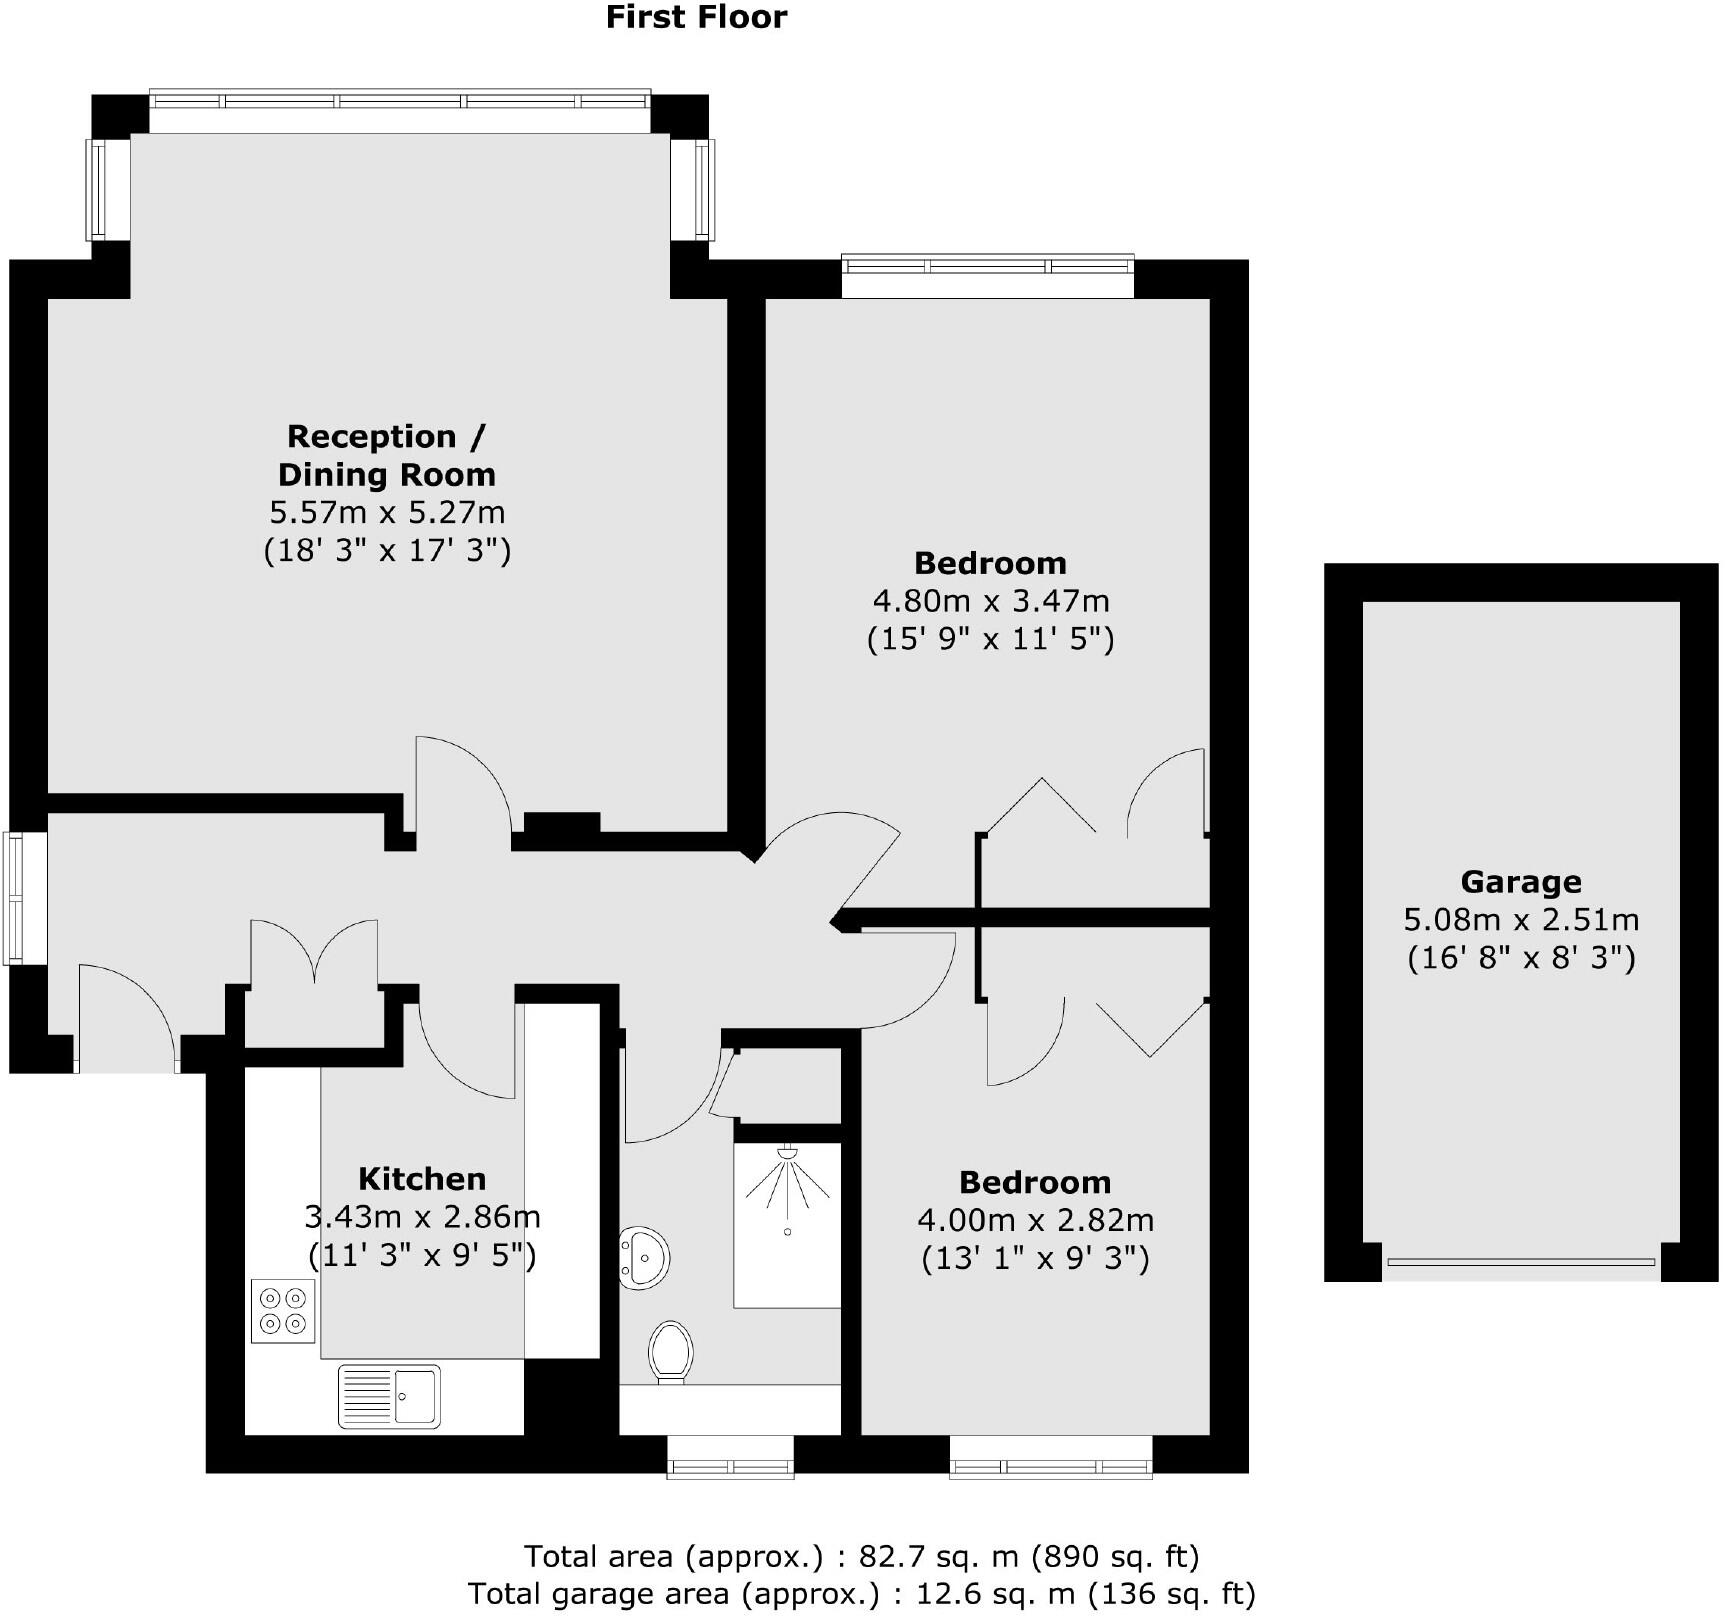 First Floor
Reception /
Dining Room
5.57m x 5.27m
(18' 3" x 17' 3")
Bedroom
4.80m x 3.47m
(15' 9" x 11' 5")
Garage
5.08m x 2.51m
(16' 8" x 8' 3")
Kitchen
3.43m x 2.86m
(11' 3" x 9' 5")
Bedroom
4.00m x 2.82m
(13' 1" x 9' 3")
Total area (approx.) : 82.7 sq. m (890 sq. ft)
Total garage area (approx.) : 12.6 sq. m (136 sq. ft)